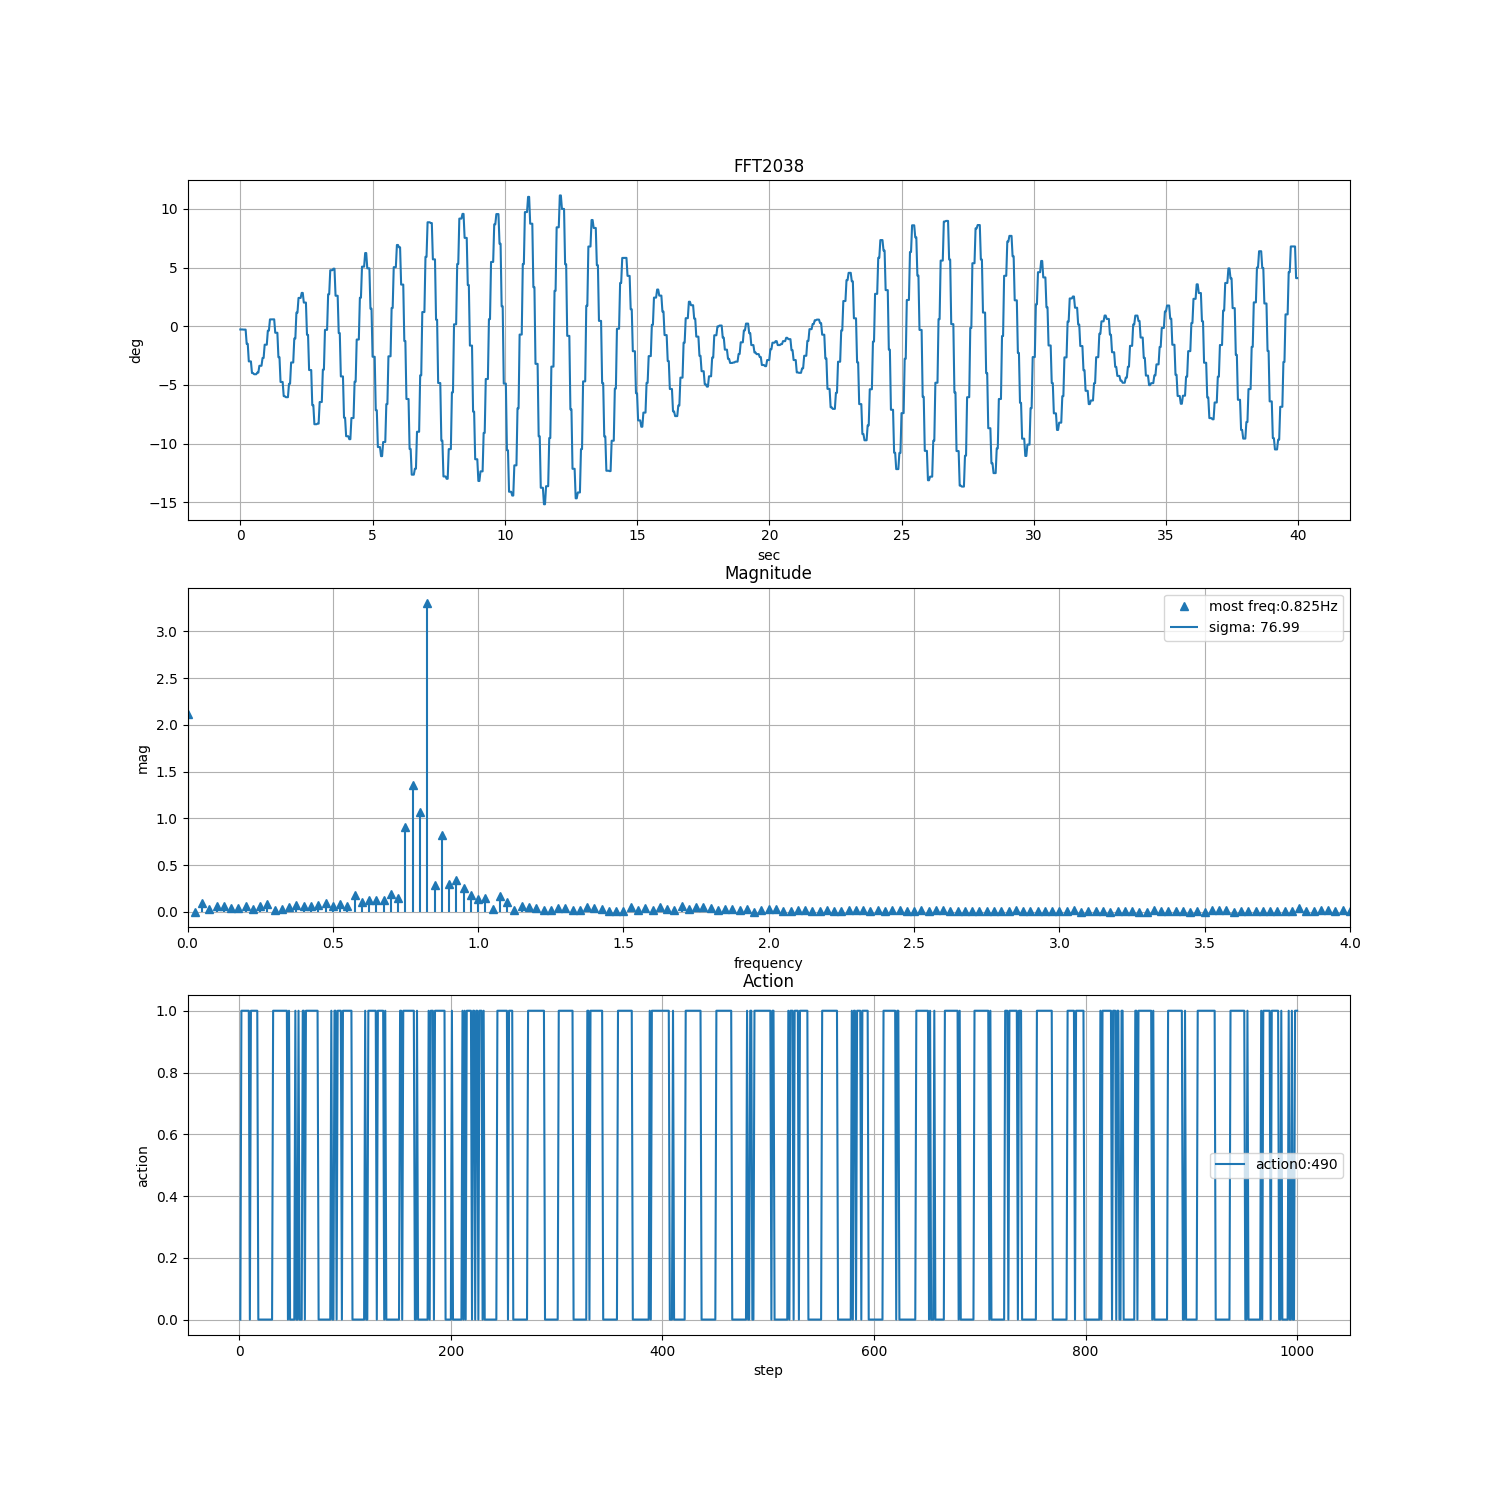 FFT2038
10
5
0
−5
−10
−15
deg
0 5 10 15 20 25 30 35 40
sec
Magnitude
most freq:0.825Hz
sigma: 76.99
3.0
2.5
2.0
1.5
1.0
0.5
0.0
mag
0.0 0.5 1.0 1.5 2.0 2.5 3.0 3.5 4.0
frequency
Action
1.0
0.8
0.6
0.4
0.2
0.0
action
action0:490
0 200 400 600 800 1000
step